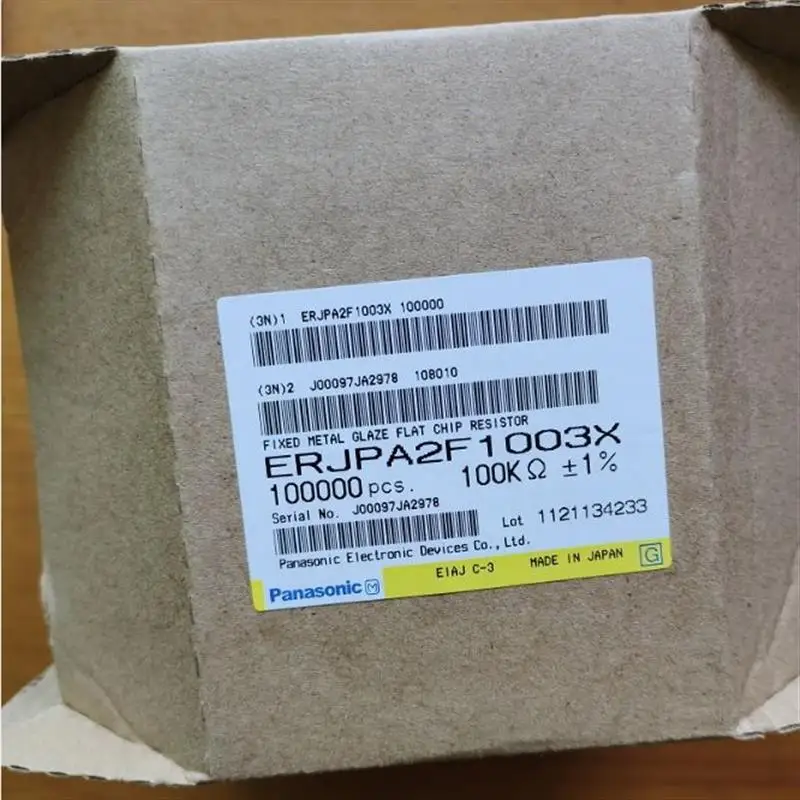 (3N)1 ERJPA2F1003X 100000
(3N)2 J00097JA2978 10B010
FIXED METAL GLAZE FLAT CHIP RESISTOR
ERJPA2F1003X
100000 pcs. 100KΩ ±1%
Serial No. J00097JA2978
Lot 1121134233
Panasonic Electronic Devices Co., Ltd.
Panasonic M EIAJ C-3 MADE IN JAPAN G